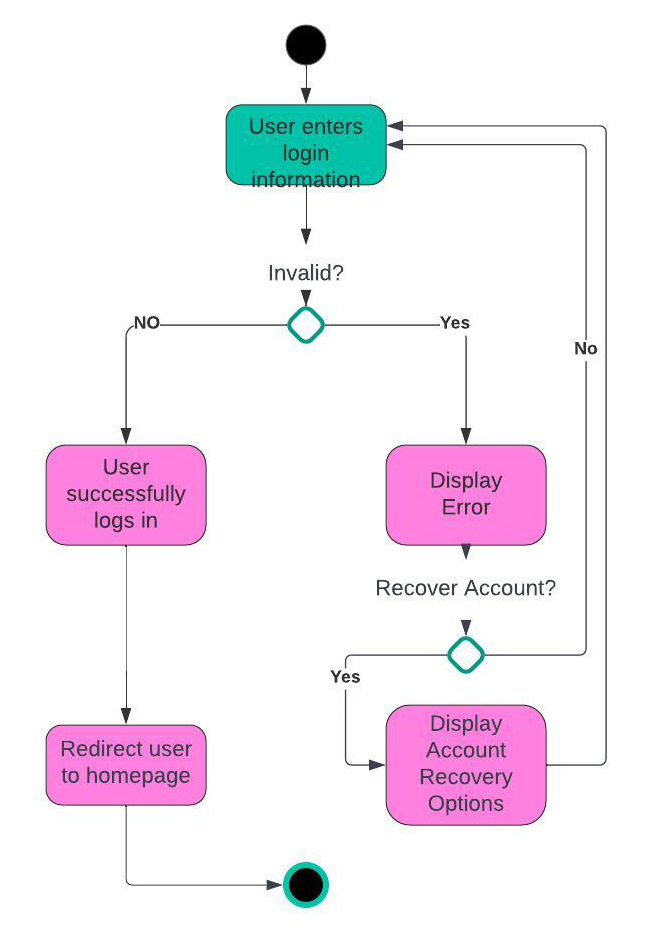 User enters
login
information
Invalid?
NO
Yes
No
User
successfully
logs in
Display
Error
Recover Account?
Yes
Redirect user
to homepage
Display
Account
Recovery
Options